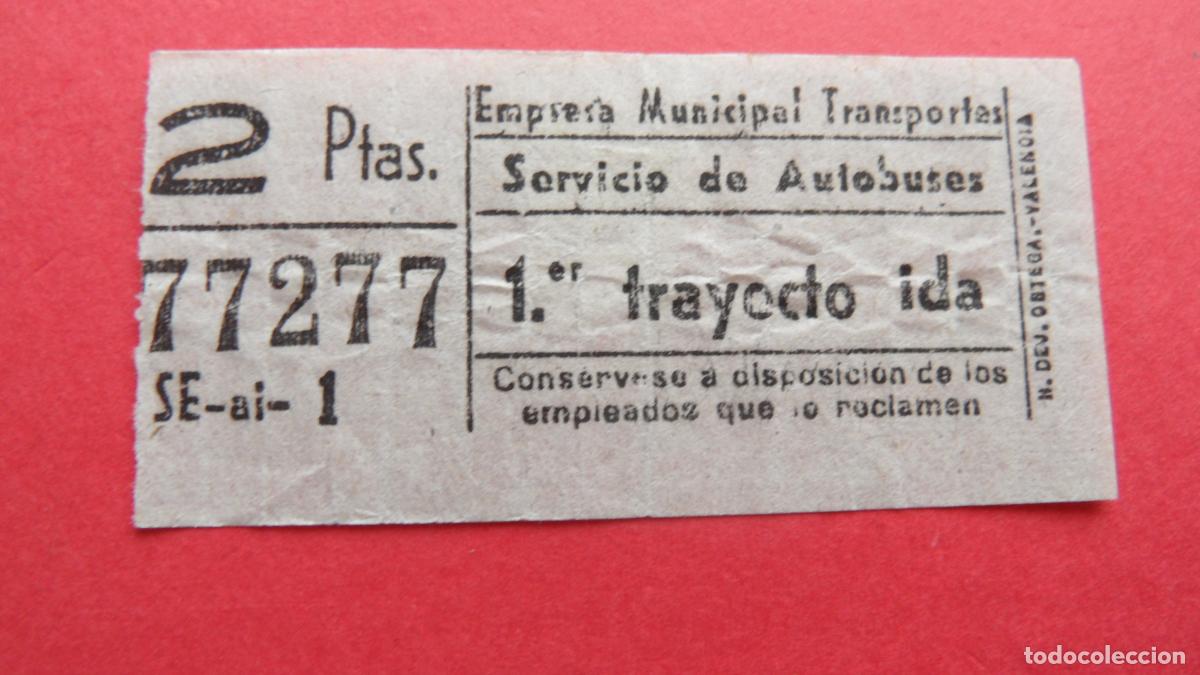 2 Ptas.
77277
SE-ai-1
Empresa Municipal Transportes
Servicio de Autobuses
1.er trayecto ida
Consérvese a disposición de los
empleados que lo reclamen
H. DEJ. ORTEGA.-VALENCIA
todocoleccion